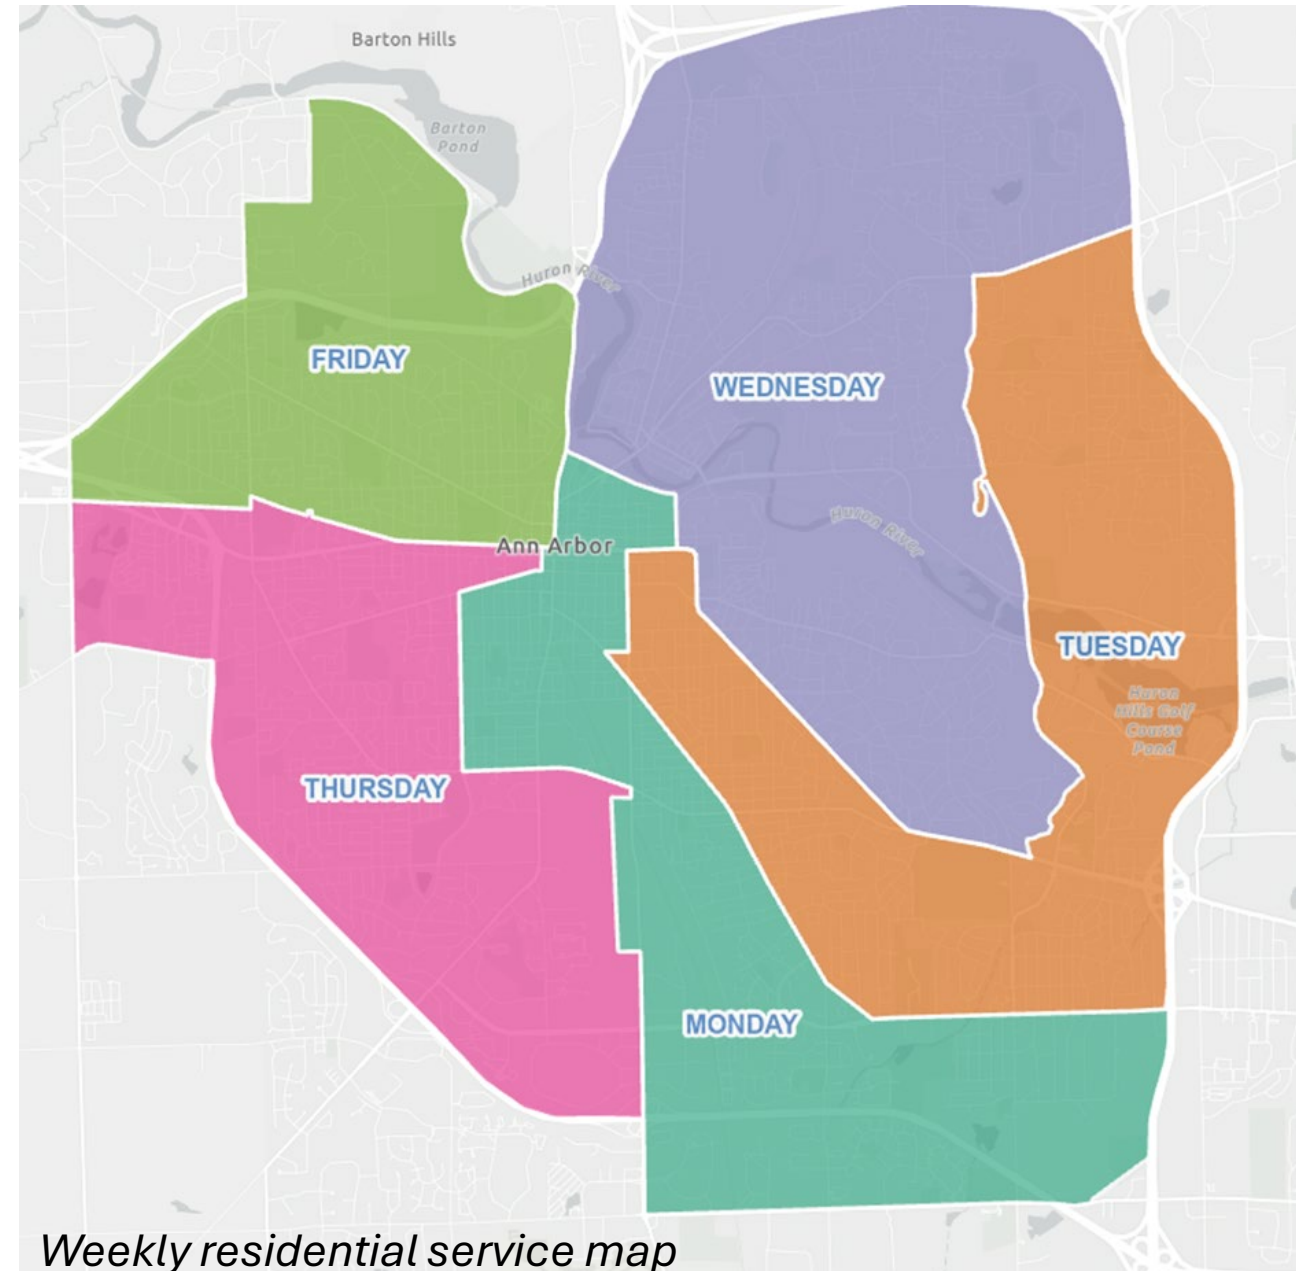 Barton Hills
Barton
Pond
Huron River
FRIDAY
WEDNESDAY
Huron River
Ann Arbor
TUESDAY
Huron
Hills Golf
Course
Pond
THURSDAY
MONDAY
Weekly residential service map